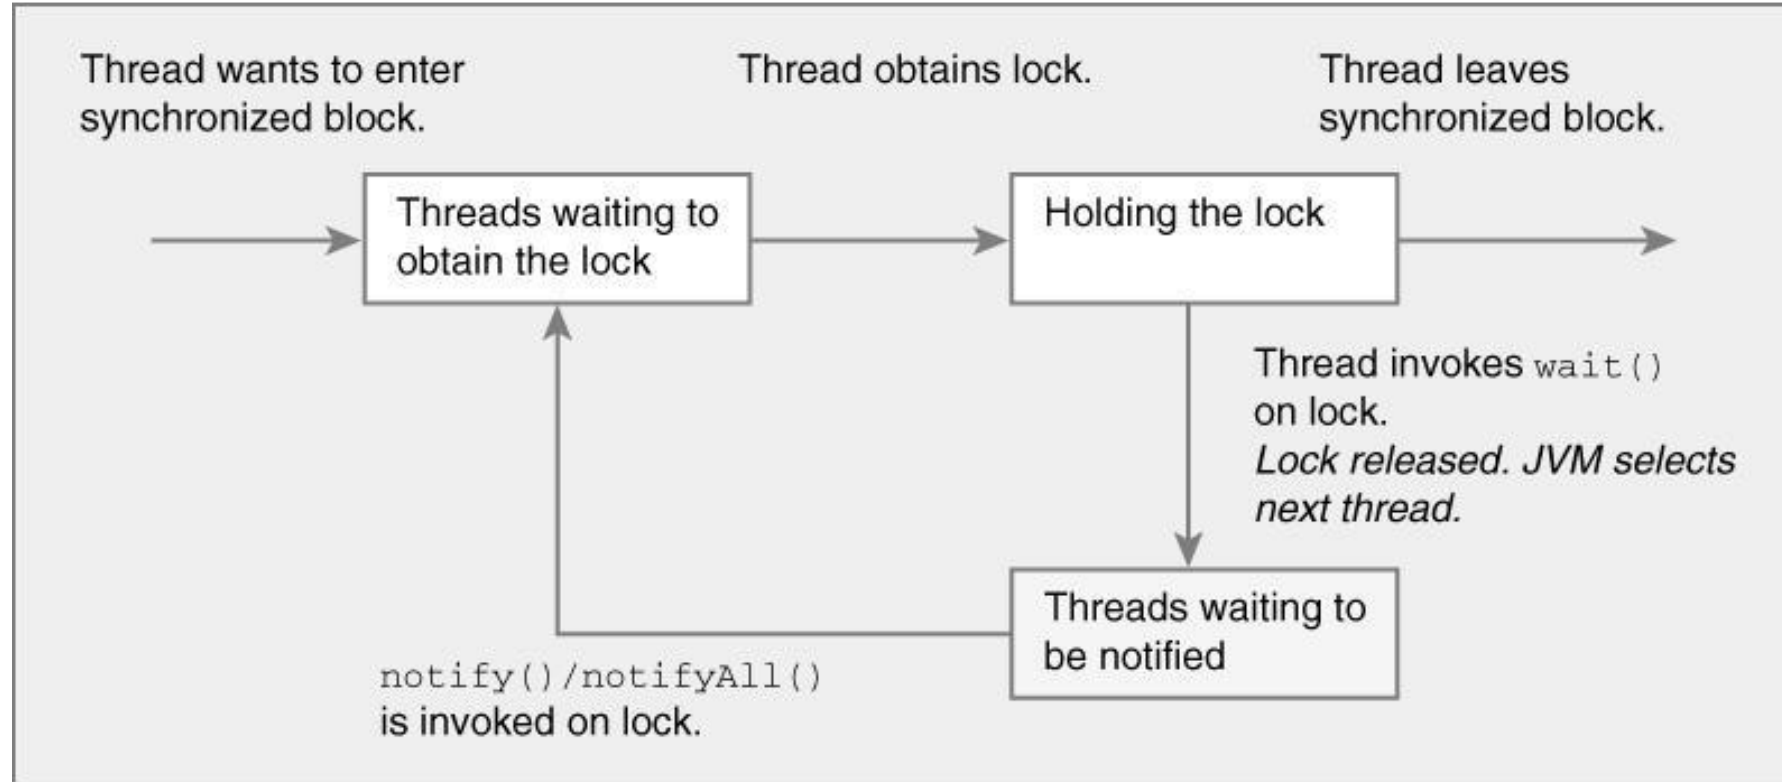 Thread wants to enter
synchronized block.
Thread obtains lock.
Thread leaves
synchronized block.
Threads waiting to
obtain the lock
Holding the lock
Thread invokes wait()
on lock.
Lock released. JVM selects
next thread.
Threads waiting to
be notified
notify()/notifyAll()
is invoked on lock.